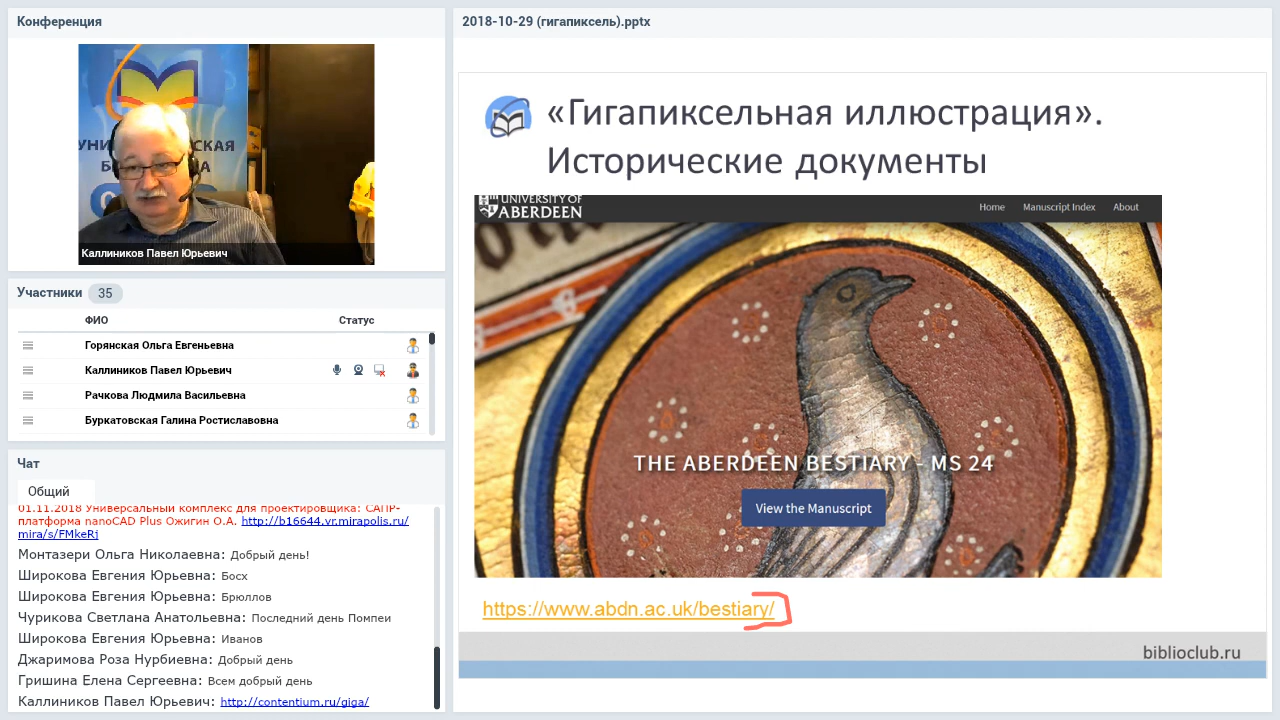 Конференция
УНИ
СКАЯ
Каллиников Павел Юрьевич
Участники 35
ФИО Статус
Горянская Ольга Евгеньевна
Каллиников Павел Юрьевич
Рачкова Людмила Васильевна
Буркатовская Галина Ростиславовна
Чат
Общий
01.11.2018 Универсальный комплекс для проектировщика: САПР-
платформа nanoCAD Plus Ожигин О.А. http://b16644.vr.mirapolis.ru/
mira/s/FMkeRj
Монтазери Ольга Николаевна: Добрый день!
Широкова Евгения Юрьевна: Босх
Широкова Евгения Юрьевна: Брюллов
Чурикова Светлана Анатольевна: Последний день Помпеи
Широкова Евгения Юрьевна: Иванов
Джаримова Роза Нурбиевна: Добрый день
Гришина Елена Сергеевна: Всем добрый день
Каллиников Павел Юрьевич: http://contentium.ru/giga/
2018-10-29 (гигапиксель).pptx
«Гигапиксельная иллюстрация».
Исторические документы
UNIVERSITY OF
ABERDEEN
Home Manuscript Index About
THE ABERDEEN BESTIARY - MS 24
View the Manuscript
https://www.abdn.ac.uk/bestiary/
biblioclub.ru